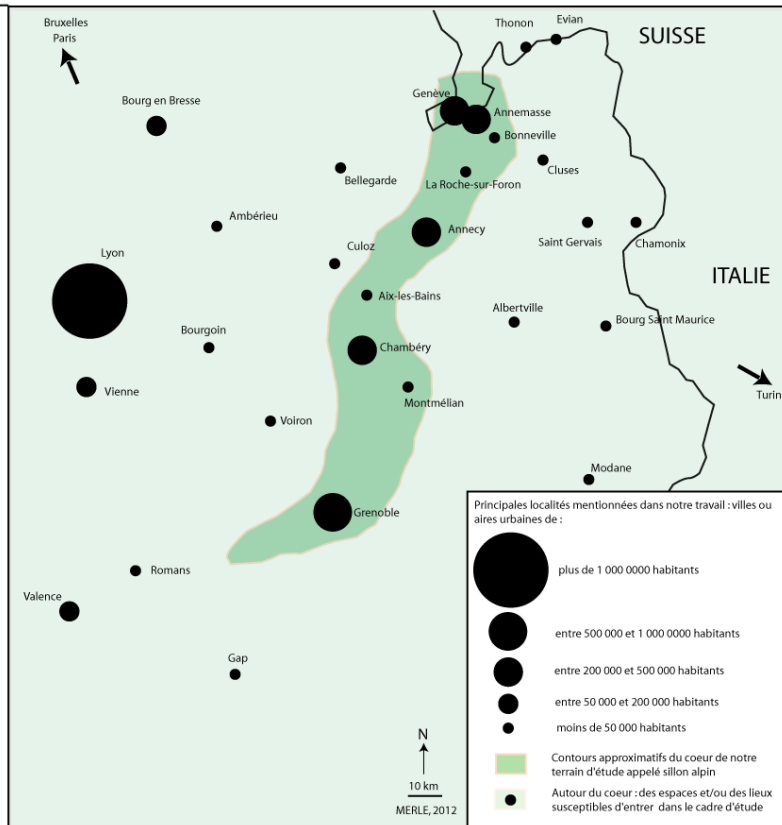 Bruxelles
Paris
Thonon
Evian
SUISSE
Bourg en Bresse
Genève
Annemasse
Bonneville
Cluses
Bellegarde
La Roche-sur-Foron
Ambérieu
Annecy
Saint Gervais
Chamonix
Lyon
Culoz
ITALIE
Aix-les-Bains
Albertville
Bourg Saint Maurice
Bourgoin
Chambéry
Vienne
Montmélian
Turin
Voiron
Modane
Grenoble
Romans
Valence
Gap
N
10 km
MERLE, 2012
Principales localités mentionnées dans notre travail : villes ou
aires urbaines de :
plus de 1 000 0000 habitants
entre 500 000 et 1 000 0000 habitants
entre 200 000 et 500 000 habitants
entre 50 000 et 200 000 habitants
moins de 50 000 habitants
Contours approximatifs du coeur de notre
terrain d'étude appelé sillon alpin
Autour du coeur : des espaces et/ou des lieux
susceptibles d'entrer dans le cadre d'étude